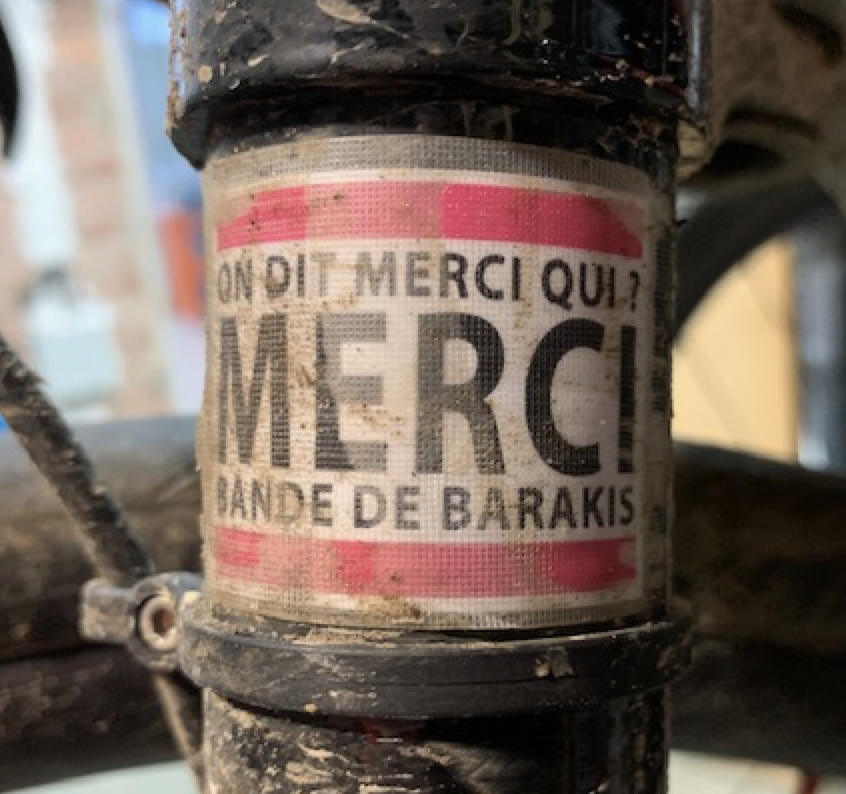 ON DIT MERCI QUI ?
MERCI
BANDE DE BARAKIS